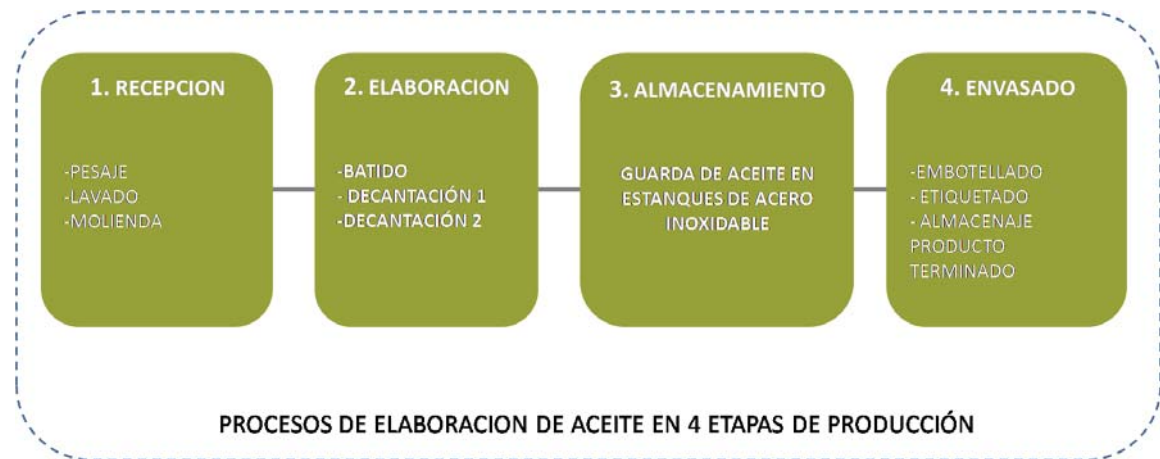 1. RECEPCION
-PESAJE
-LAVADO
-MOLIENDA
2. ELABORACION
-BATIDO
- DECANTACIÓN 1
-DECANTACIÓN 2
3. ALMACENAMIENTO
GUARDA DE ACEITE EN
ESTANQUES DE ACERO
INOXIDABLE
4. ENVASADO
-EMBOTELLADO
- ETIQUETADO
- ALMACENAJE
PRODUCTO
TERMINADO
PROCESOS DE ELABORACION DE ACEITE EN 4 ETAPAS DE PRODUCCIÓN